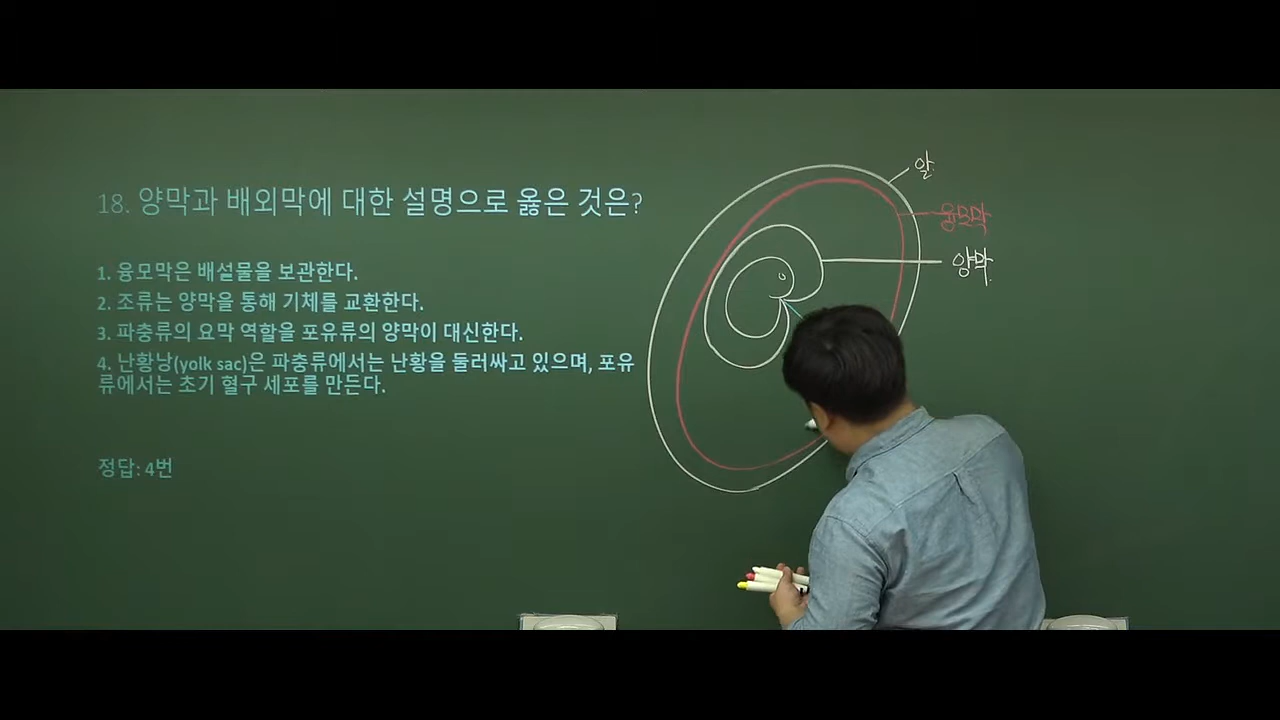 18. 양막과 배외막에 대한 설명으로 옳은 것은?
1. 융모막은 배설물을 보관한다.
2. 조류는 양막을 통해 기체를 교환한다.
3. 파충류의 요막 역할을 포유류의 양막이 대신한다.
4. 난황낭(yolk sac)은 파충류에서는 난황을 둘러싸고 있으며, 포유
류에서는 초기 혈구 세포를 만든다.
정답: 4번
알
융모막
양막